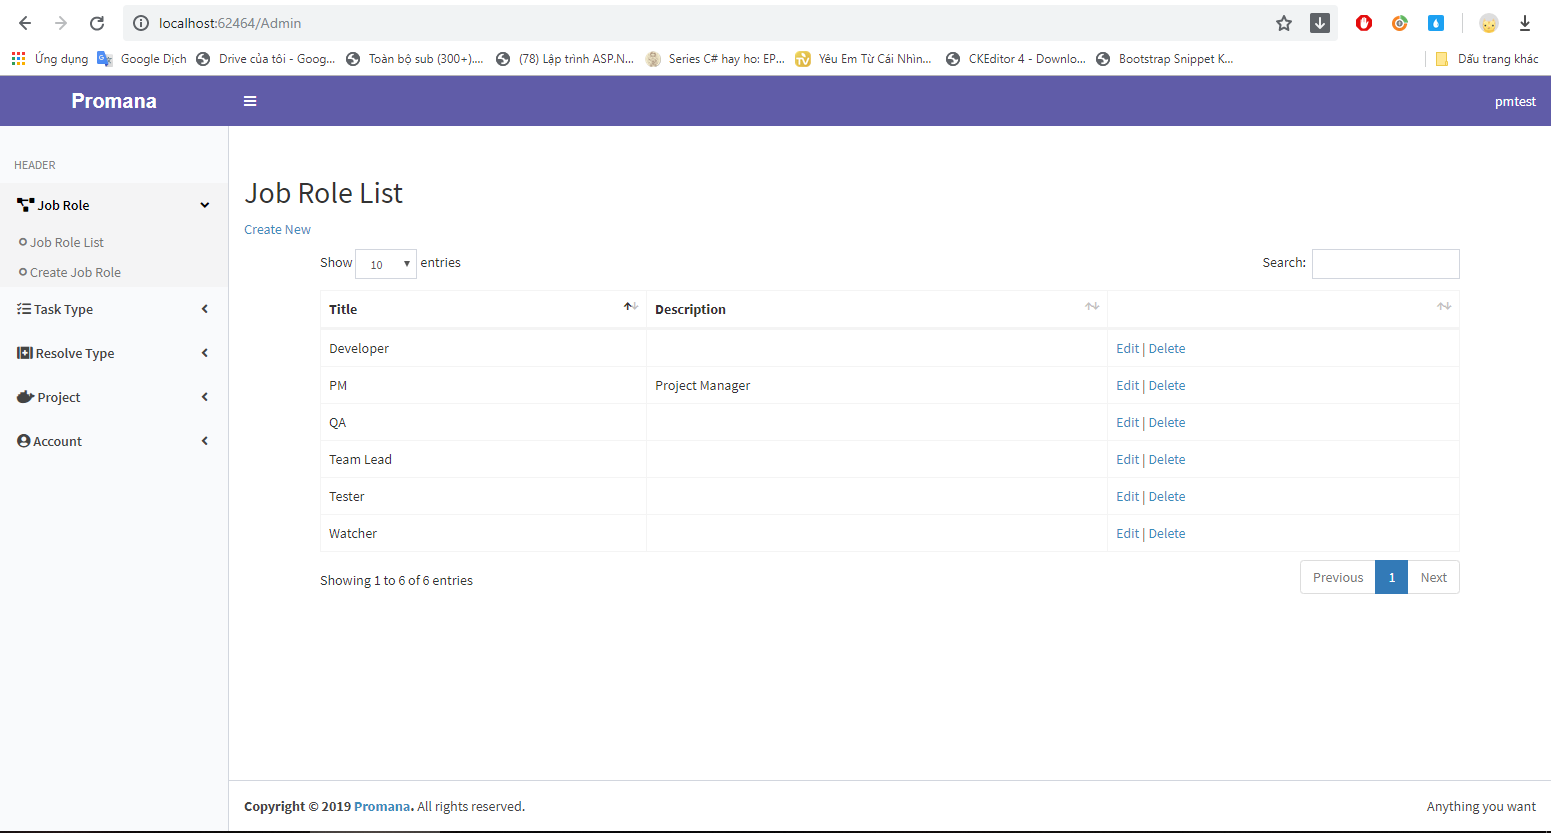 localhost:62464/Admin
Ứng dụng Google Dịch Drive của tôi - Goog... Toàn bộ sub (300+).... (78) Lập trình ASP.N... Series C# hay ho: EP... Yêu Em Từ Cái Nhìn... CKEditor 4 - Downlo... Bootstrap Snippet K... Dấu trang khác
Promana pmtest
HEADER
Job Role
Job Role List
Create Job Role
Task Type
Resolve Type
Project
Account
Job Role List
Create New
Show 10 entries Search:
Title Description
Developer Edit | Delete
PM Project Manager Edit | Delete
QA Edit | Delete
Team Lead Edit | Delete
Tester Edit | Delete
Watcher Edit | Delete
Showing 1 to 6 of 6 entries Previous 1 Next
Copyright © 2019 Promana. All rights reserved. Anything you want